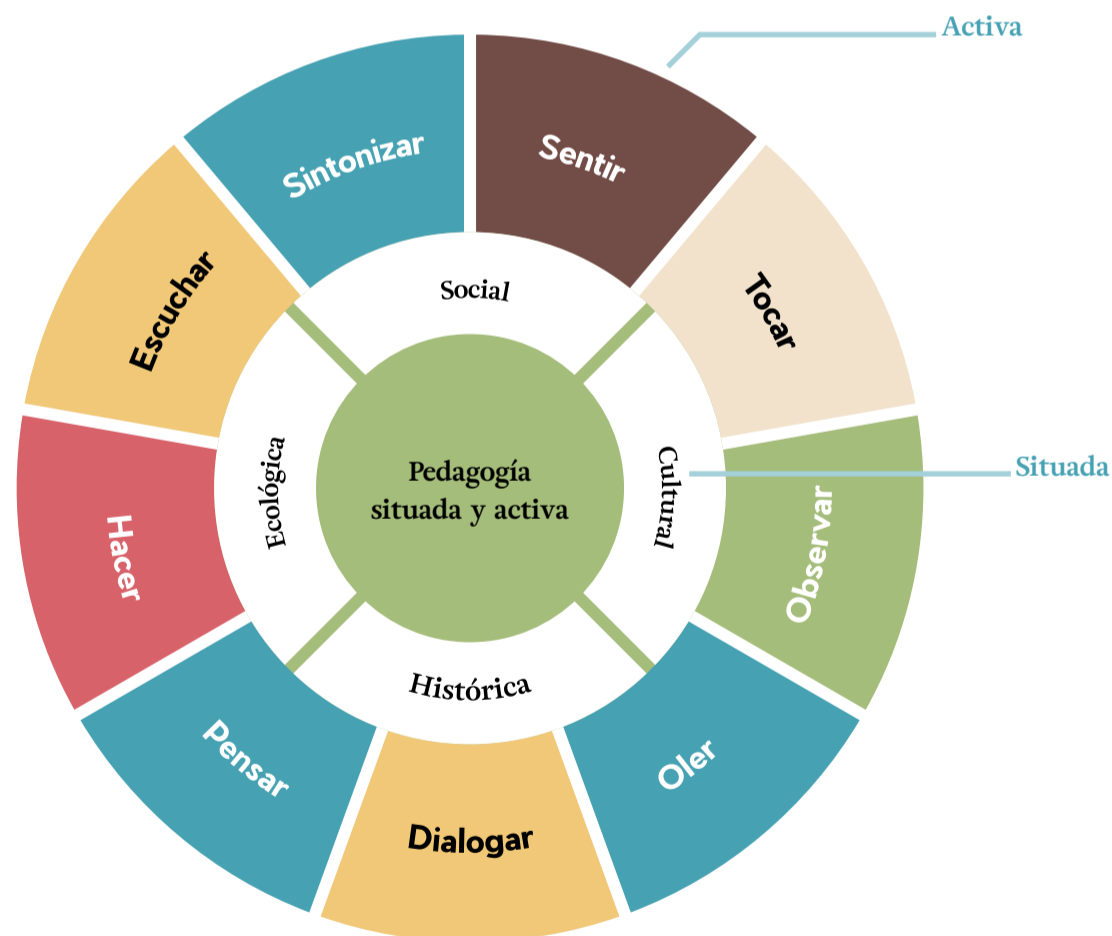 Activa
Sintonizar
Sentir
Escuchar
Tocar
Social
Ecológica
Pedagogía
situada y activa
Cultural
Situada
Hacer
Observar
Histórica
Pensar
Oler
Dialogar